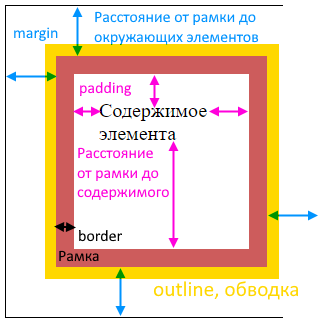 Расстояние от рамки до
окружающих элементов
margin
padding
Содержимое
элемента
Расстояние
от рамки до
содержимого
border
Рамка
outline, обводка